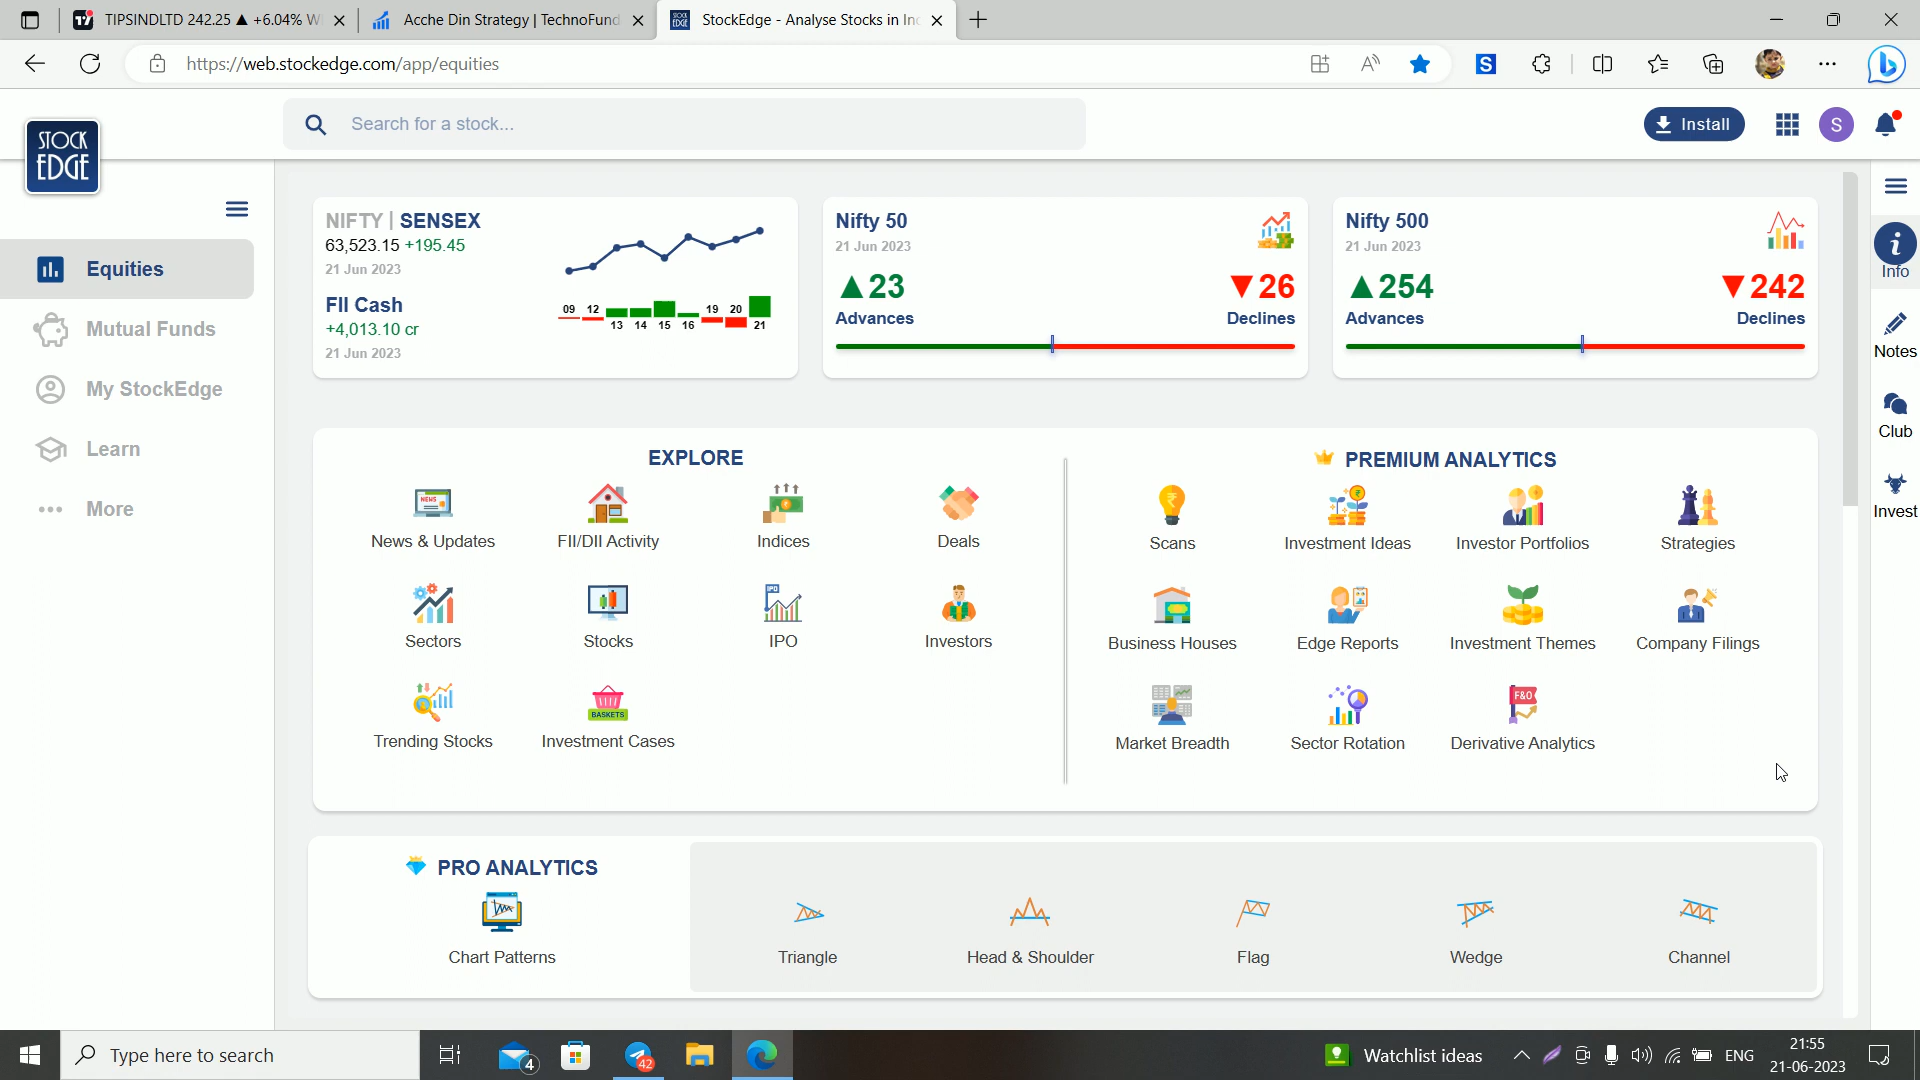 TIPSINDLTD 242.25 ▲ +6.04%
Acche Din Strategy | TechnoFund
StockEdge - Analyse Stocks in In
https://web.stockedge.com/app/equities
STOCK
EDGE
Search for a stock...
Install
S
Equities
Mutual Funds
My StockEdge
Learn
More
NIFTY | SENSEX
63,523.15 +195.45
21 Jun 2023
FII Cash
+4,013.10 cr
21 Jun 2023
09 12 13 14 15 16 19 20 21
Nifty 50
21 Jun 2023
▲23
▼26
Advances
Declines
Nifty 500
21 Jun 2023
▲254
▼242
Advances
Declines
Info
Notes
Club
Invest
EXPLORE
News & Updates
FII/DII Activity
Indices
Deals
Sectors
Stocks
IPO
Investors
Trending Stocks
BASKETS
Investment Cases
PREMIUM ANALYTICS
Scans
Investment Ideas
Investor Portfolios
Strategies
Business Houses
Edge Reports
Investment Themes
Company Filings
Market Breadth
Sector Rotation
F&O
Derivative Analytics
PRO ANALYTICS
Chart Patterns
Triangle
Head & Shoulder
Flag
Wedge
Channel
Type here to search
4
42
Watchlist ideas
ENG
21:55
21-06-2023